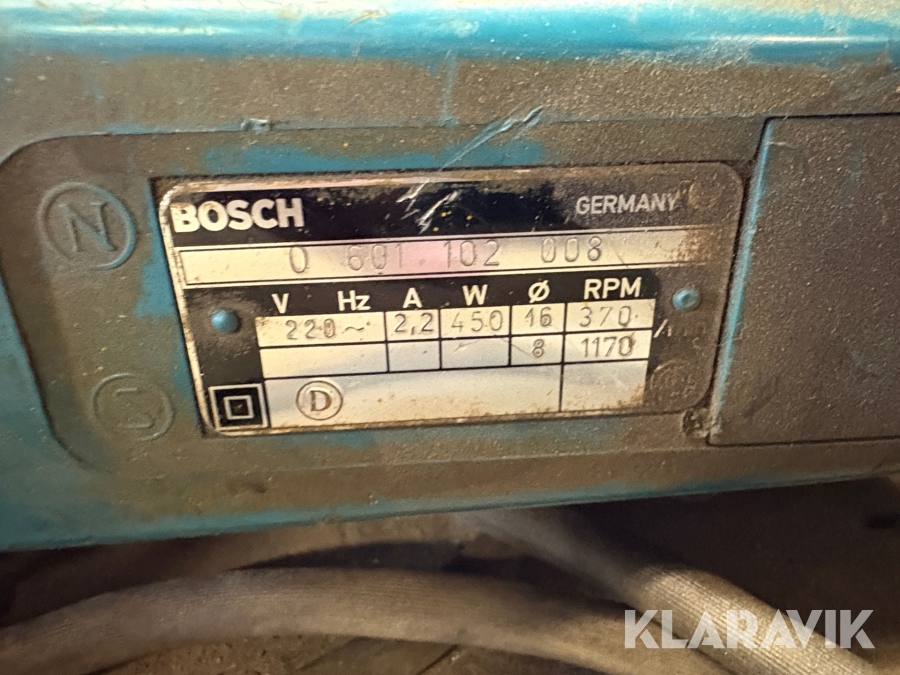 BOSCH GERMANY
0 601 102 008
V Hz A W Ø RPM
220~ 2,2 450 16 370
8 1170
D
N
S
KLARAVIK